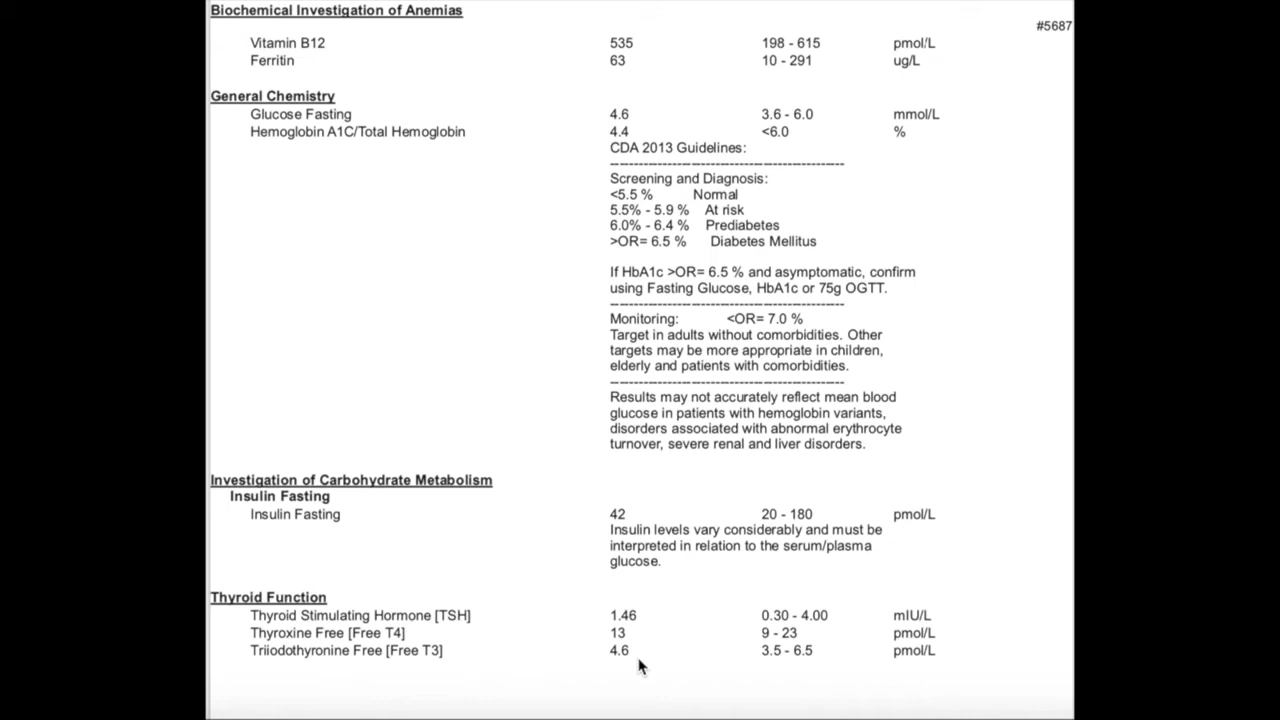 Biochemical Investigation of Anemias
#5687
Vitamin B12 535 198 - 615 pmol/L
Ferritin 63 10 - 291 ug/L
General Chemistry
Glucose Fasting 4.6 3.6 - 6.0 mmol/L
Hemoglobin A1C/Total Hemoglobin 4.4 <6.0 %
CDA 2013 Guidelines:
------------------------------------------------
Screening and Diagnosis:
<5.5 % Normal
5.5% - 5.9 % At risk
6.0% - 6.4 % Prediabetes
>OR= 6.5 % Diabetes Mellitus
If HbA1c >OR= 6.5 % and asymptomatic, confirm
using Fasting Glucose, HbA1c or 75g OGTT.
------------------------------------------------
Monitoring: <OR= 7.0 %
Target in adults without comorbidities. Other
targets may be more appropriate in children,
elderly and patients with comorbidities.
------------------------------------------------
Results may not accurately reflect mean blood
glucose in patients with hemoglobin variants,
disorders associated with abnormal erythrocyte
turnover, severe renal and liver disorders.
Investigation of Carbohydrate Metabolism
Insulin Fasting
Insulin Fasting 42 20 - 180 pmol/L
Insulin levels vary considerably and must be
interpreted in relation to the serum/plasma
glucose.
Thyroid Function
Thyroid Stimulating Hormone [TSH] 1.46 0.30 - 4.00 mIU/L
Thyroxine Free [Free T4] 13 9 - 23 pmol/L
Triiodothyronine Free [Free T3] 4.6 3.5 - 6.5 pmol/L